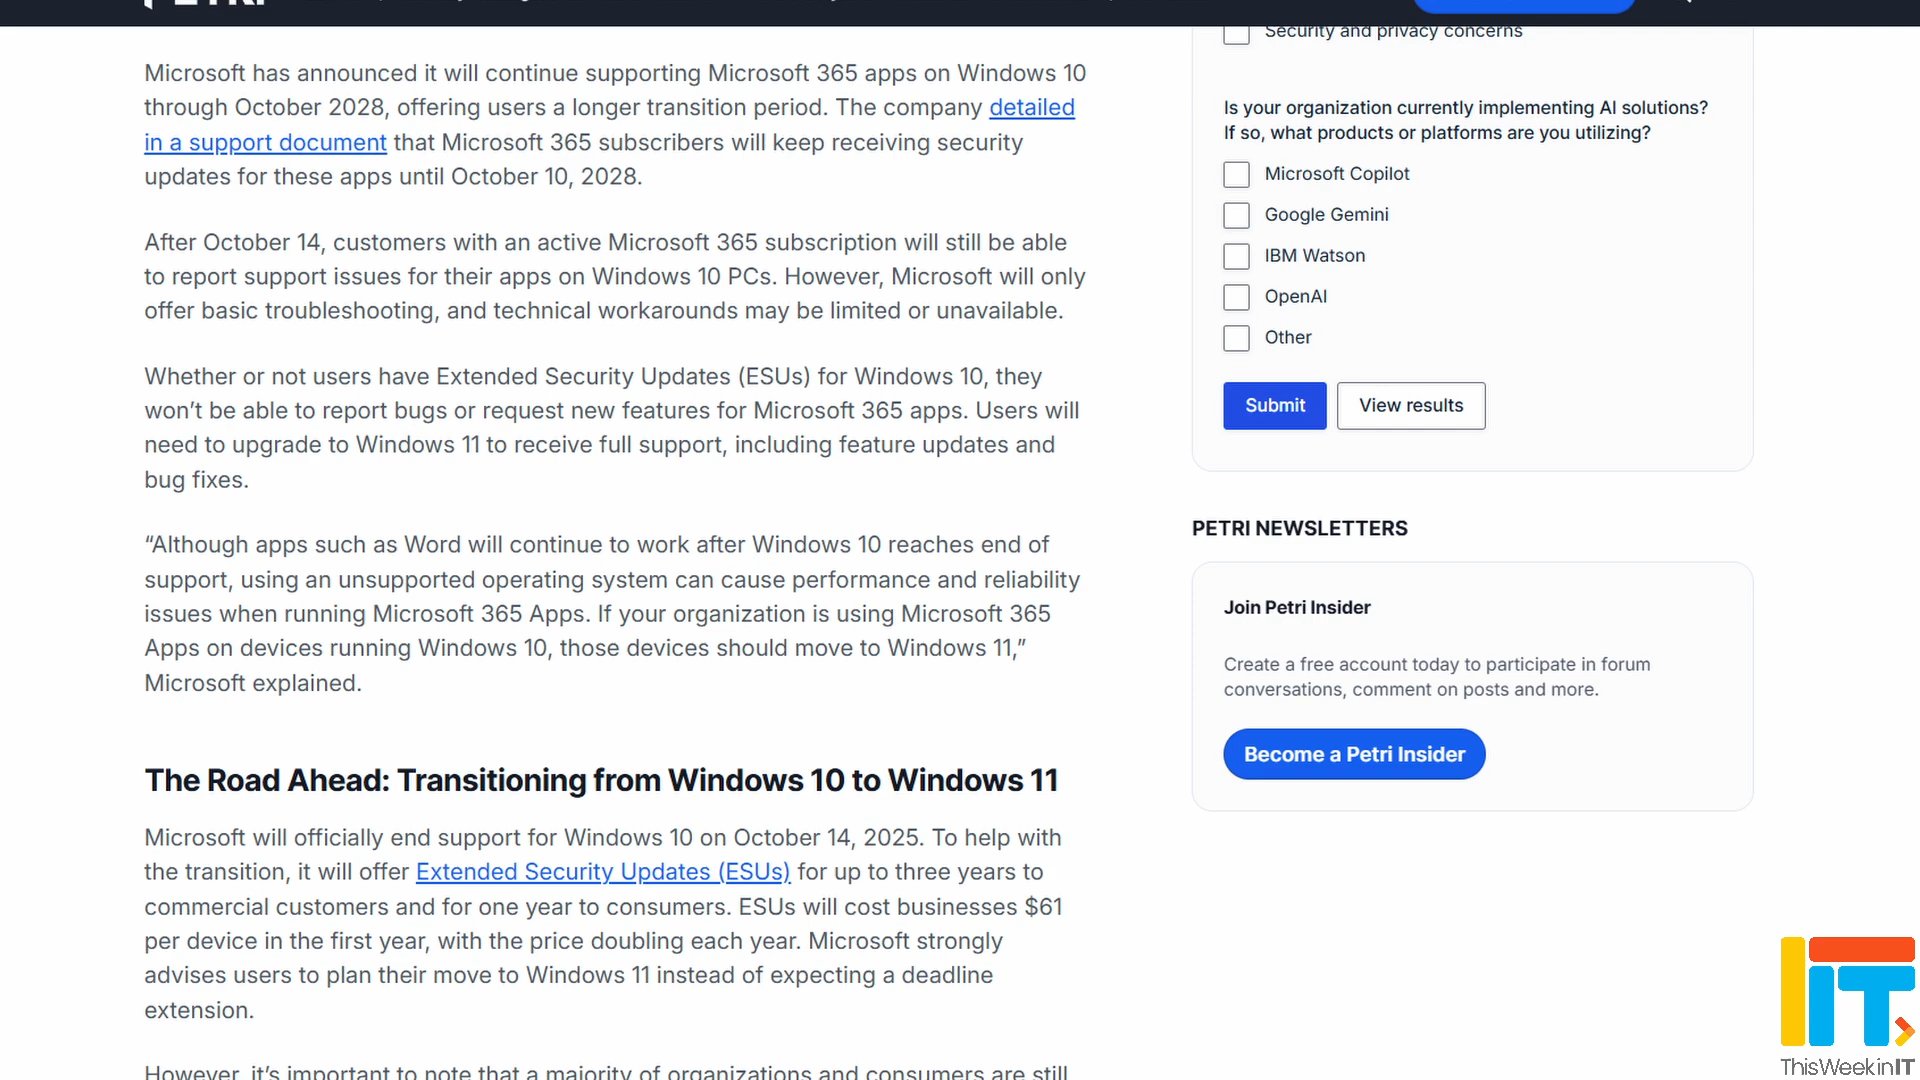 Microsoft has announced it will continue supporting Microsoft 365 apps on Windows 10
through October 2028, offering users a longer transition period. The company detailed
in a support document that Microsoft 365 subscribers will keep receiving security
updates for these apps until October 10, 2028.
After October 14, customers with an active Microsoft 365 subscription will still be able
to report support issues for their apps on Windows 10 PCs. However, Microsoft will only
offer basic troubleshooting, and technical workarounds may be limited or unavailable.
Whether or not users have Extended Security Updates (ESUs) for Windows 10, they
won’t be able to report bugs or request new features for Microsoft 365 apps. Users will
need to upgrade to Windows 11 to receive full support, including feature updates and
bug fixes.
“Although apps such as Word will continue to work after Windows 10 reaches end of
support, using an unsupported operating system can cause performance and reliability
issues when running Microsoft 365 Apps. If your organization is using Microsoft 365
Apps on devices running Windows 10, those devices should move to Windows 11,”
Microsoft explained.
The Road Ahead: Transitioning from Windows 10 to Windows 11
Microsoft will officially end support for Windows 10 on October 14, 2025. To help with
the transition, it will offer Extended Security Updates (ESUs) for up to three years to
commercial customers and for one year to consumers. ESUs will cost businesses $61
per device in the first year, with the price doubling each year. Microsoft strongly
advises users to plan their move to Windows 11 instead of expecting a deadline
extension.
However, it’s important to note that a majority of organizations and consumers are still
Security and privacy concerns
Is your organization currently implementing AI solutions?
If so, what products or platforms are you utilizing?
Microsoft Copilot
Google Gemini
IBM Watson
OpenAI
Other
Submit
View results
PETRI NEWSLETTERS
Join Petri Insider
Create a free account today to participate in forum
conversations, comment on posts and more.
Become a Petri Insider
IT
ThisWeekinIT